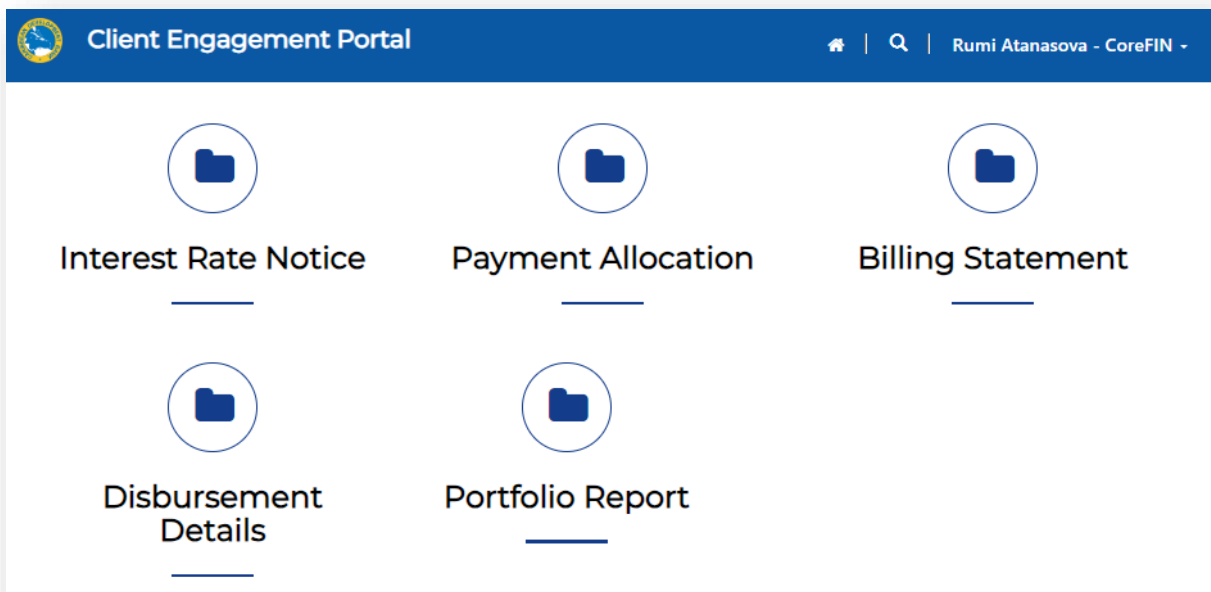 Client Engagement Portal
Rumi Atanasova - CoreFIN
Interest Rate Notice
Payment Allocation
Billing Statement
Disbursement
Details
Portfolio Report